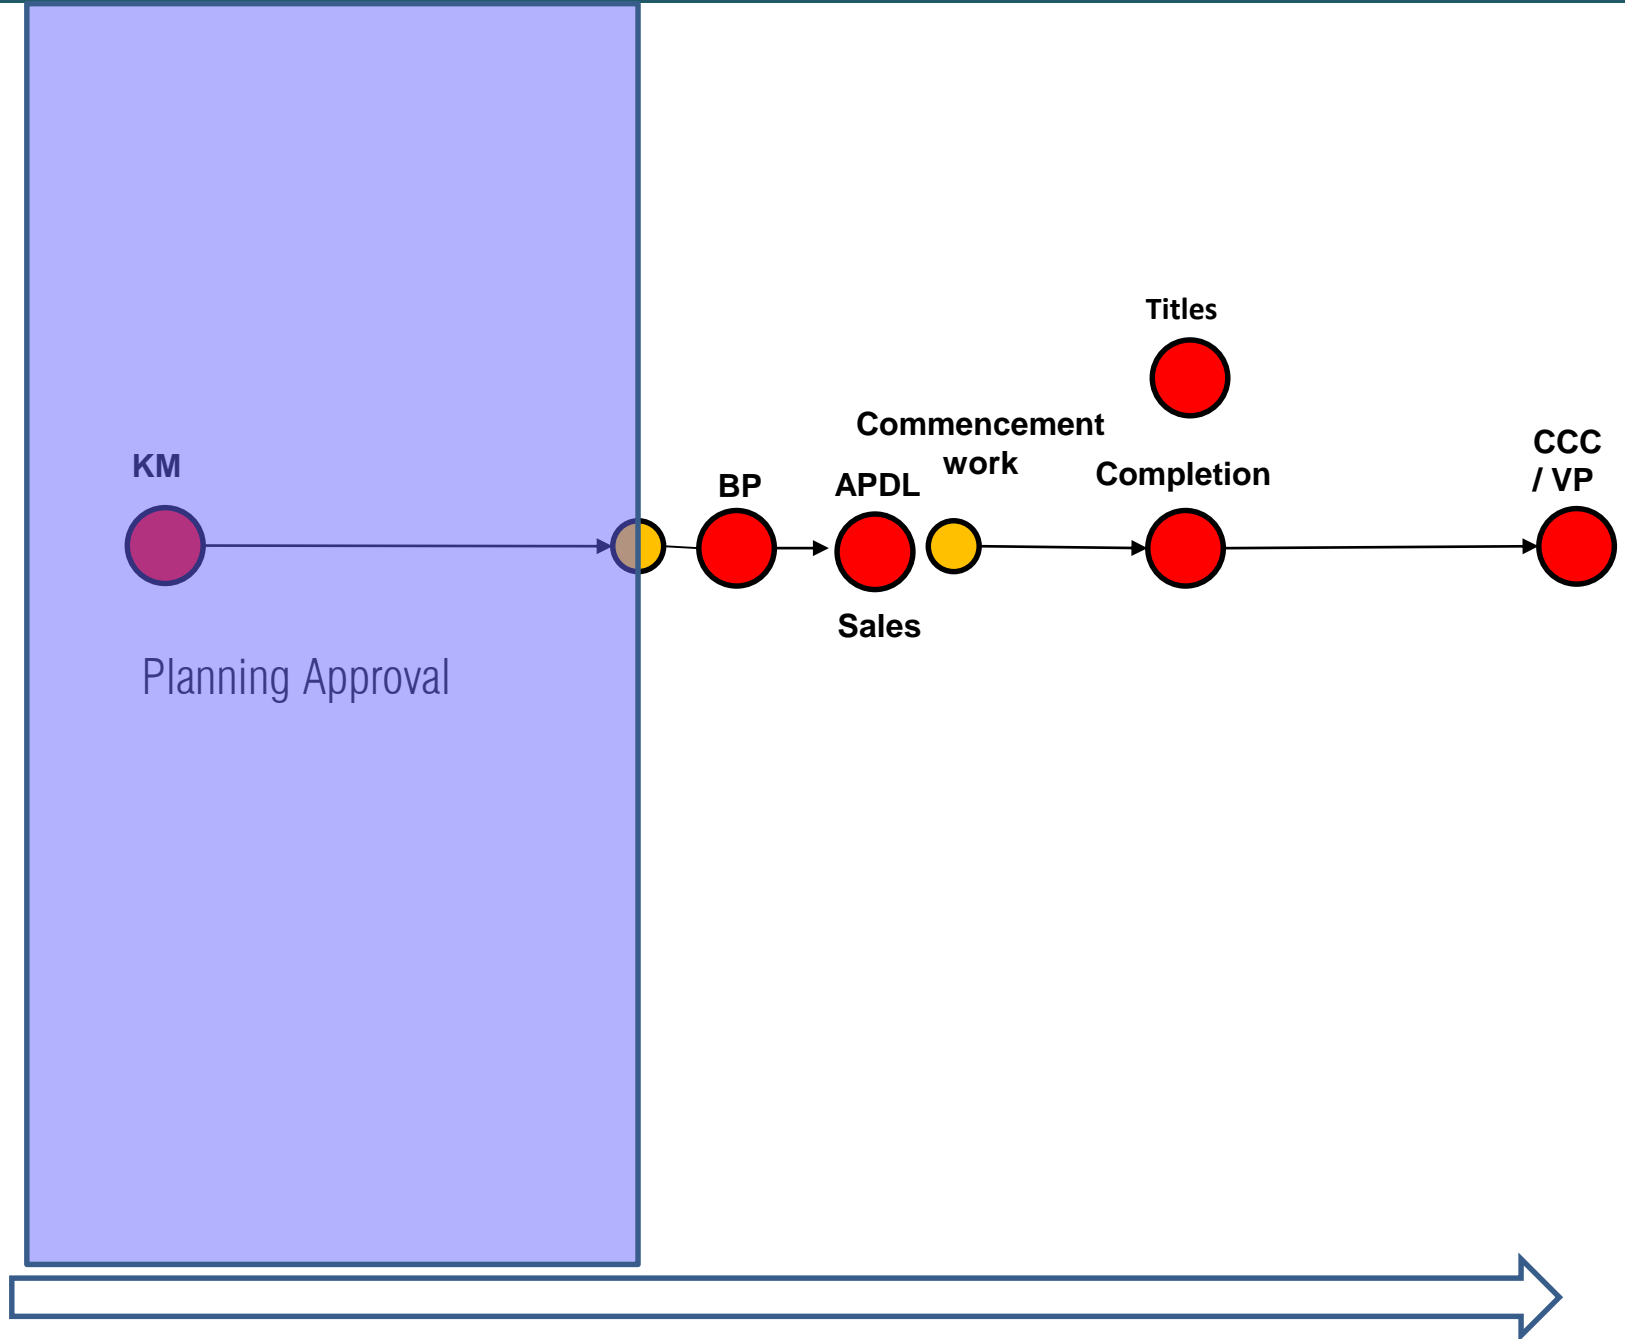 Titles
Commencement
work
CCC
/ VP
KM
BP
APDL
Completion
Sales
Planning Approval